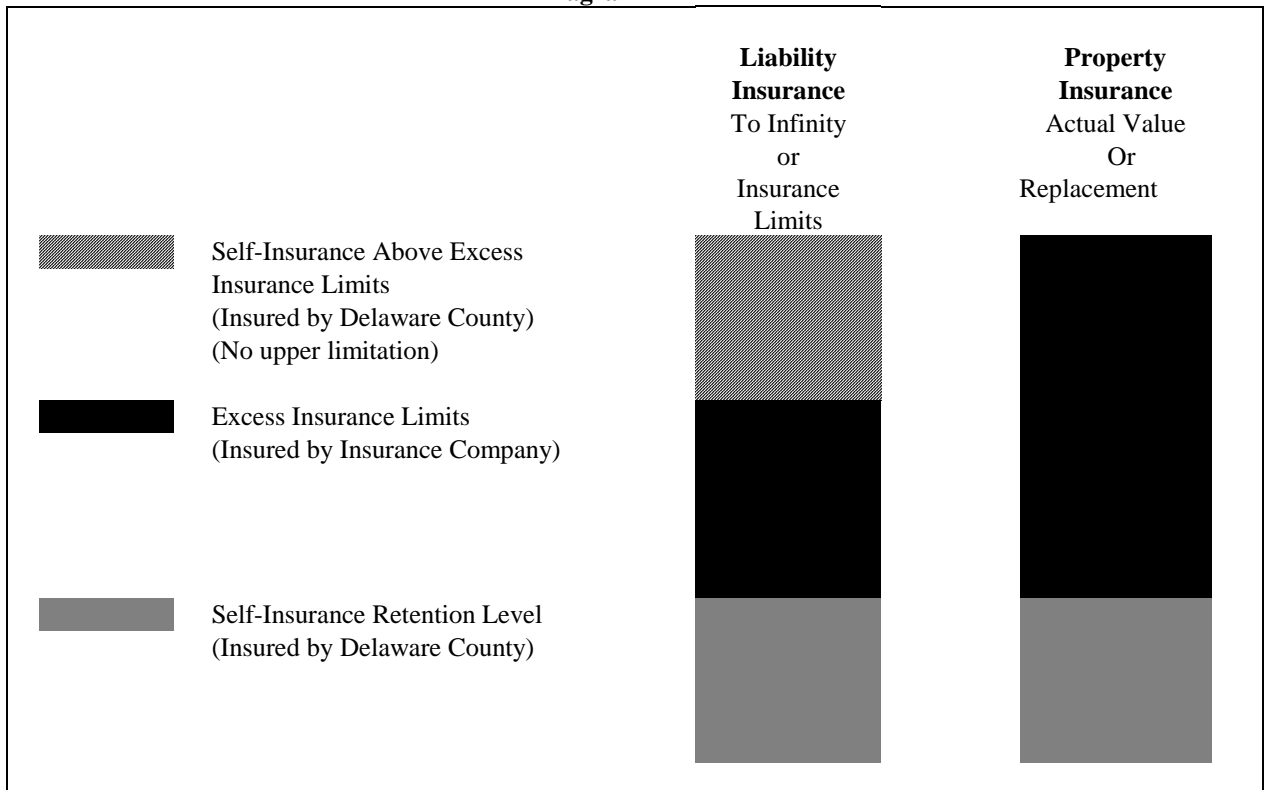 Liability
Insurance
To Infinity
or
Insurance
Limits
Property
Insurance
Actual Value
Or
Replacement
Self-Insurance Above Excess
Insurance Limits
(Insured by Delaware County)
(No upper limitation)
Excess Insurance Limits
(Insured by Insurance Company)
Self-Insurance Retention Level
(Insured by Delaware County)